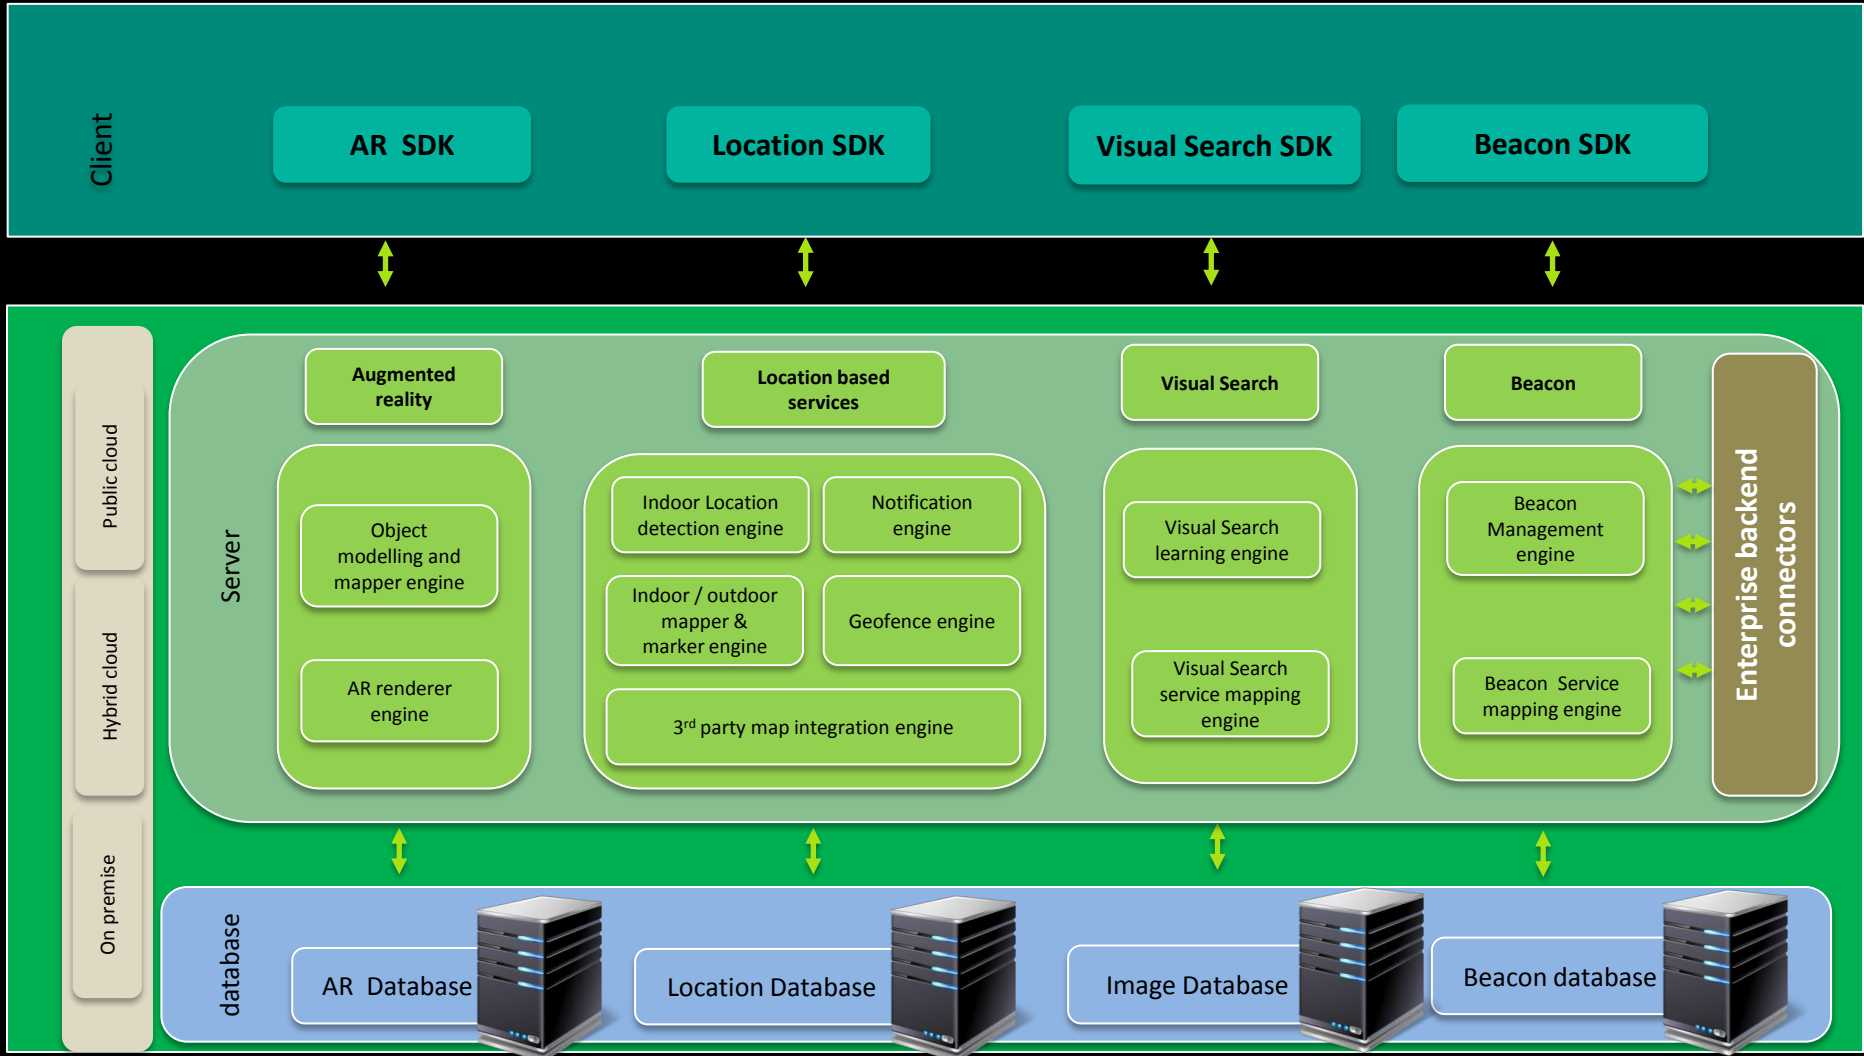 Client
AR  SDK
Location SDK
Visual Search SDK
Beacon SDK
Public cloud
Hybrid cloud
On premise
Server
Augmented
reality
Object
modelling and
mapper engine
AR renderer
engine
Location based
services
Indoor Location
detection engine
Notification
engine
Indoor / outdoor
mapper &
marker engine
Geofence engine
3rd party map integration engine
Visual Search
Visual Search
learning engine
Visual Search
service mapping
engine
Beacon
Beacon
Management
engine
Beacon  Service
mapping engine
Enterprise backend
connectors
database
AR  Database
Location Database
Image Database
Beacon database